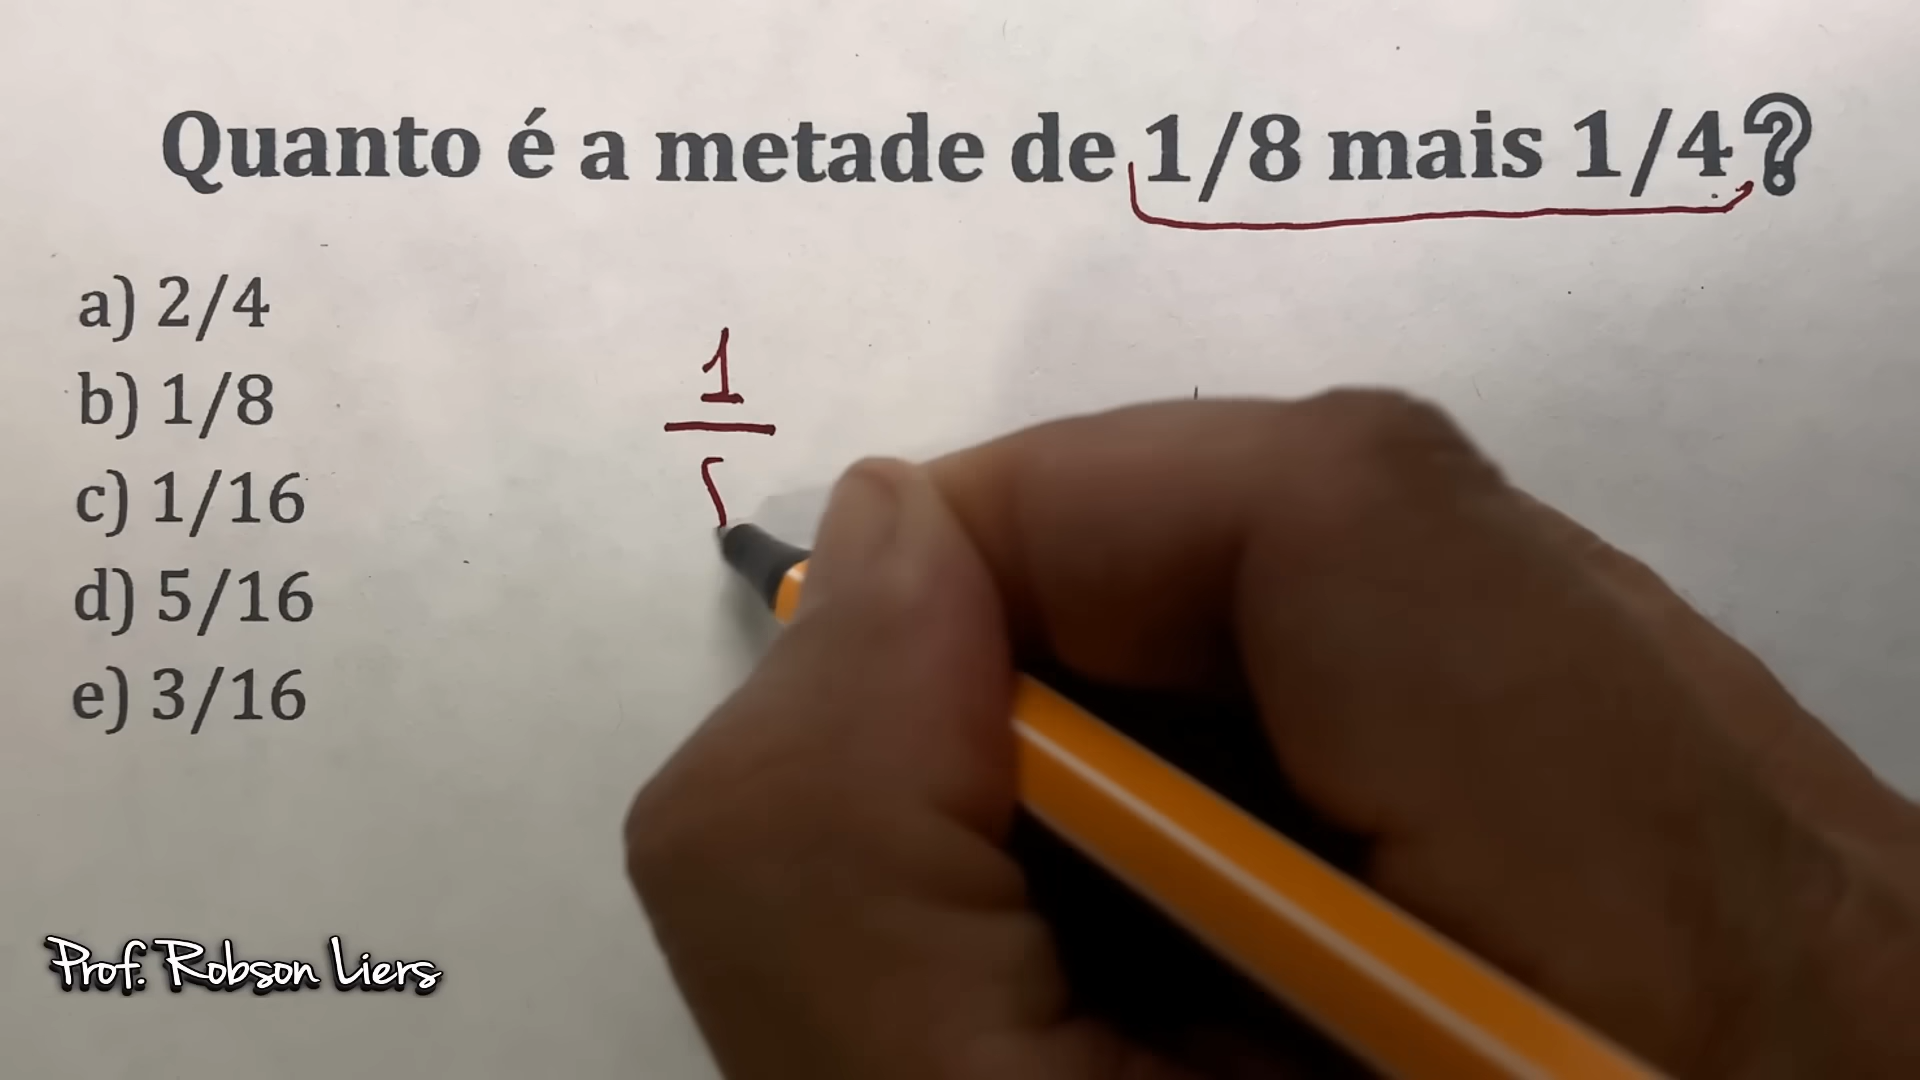 Quanto é a metade de 1/8 mais 1/4?
a) 2/4
b) 1/8
c) 1/16
d) 5/16
e) 3/16
1
Prof. Robson Liers